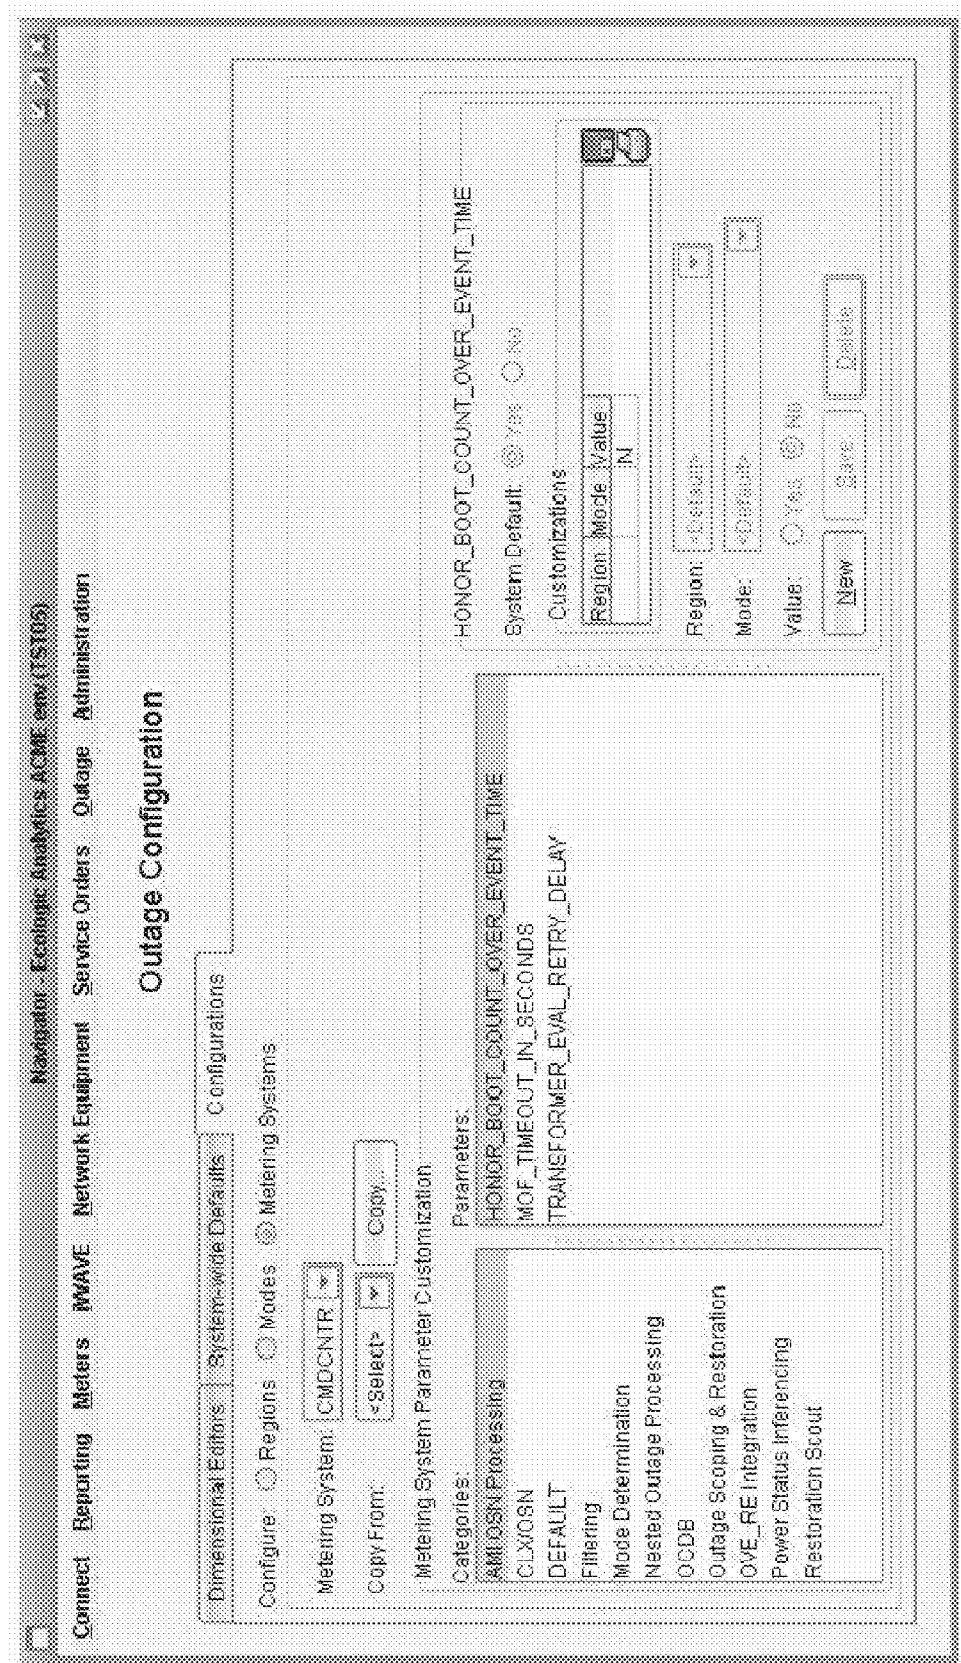 Navigator - Ecologic Analytics ACME env (TST05)
Connect Reporting Meters IWAVE Network Equipment Service Orders Outage Administration
Outage Configuration
Dimensional Editors System-wide Defaults Configurations
Configure: Regions Modes Metering Systems
Metering System: CMDCNTR
Copy From: <Select> Copy...
Metering System Parameter Customization
Categories:
AMI/OSN Processing
CLX/OSN
DEFAULT
Filtering
Mode Determination
Nested Outage Processing
OCDB
Outage Scoping & Restoration
OVE_RE Integration
Power Status Inferencing
Restoration Scout
Parameters:
HONOR_BOOT_COUNT_OVER_EVENT_TIME
MOF_TIMEOUT_IN_SECONDS
TRANSFORMER_EVAL_RETRY_DELAY
HONOR_BOOT_COUNT_OVER_EVENT_TIME
System Default: Yes No
Customizations
Region Mode Value
N
Region: <Default>
Mode: <Default>
Value: Yes No
New Save Delete